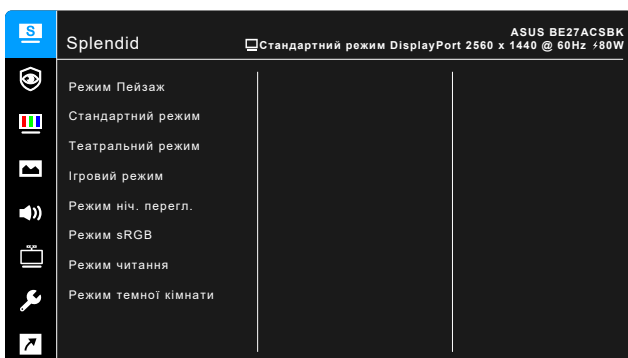 S
ASUS BE27ACSBK
Splendid
Стандартний режим DisplayPort 2560 x 1440 @ 60Hz ⚡80W
Режим Пейзаж
Стандартний режим
Театральний режим
Ігровий режим
Режим ніч. перегл.
Режим sRGB
Режим читання
Режим темної кімнати